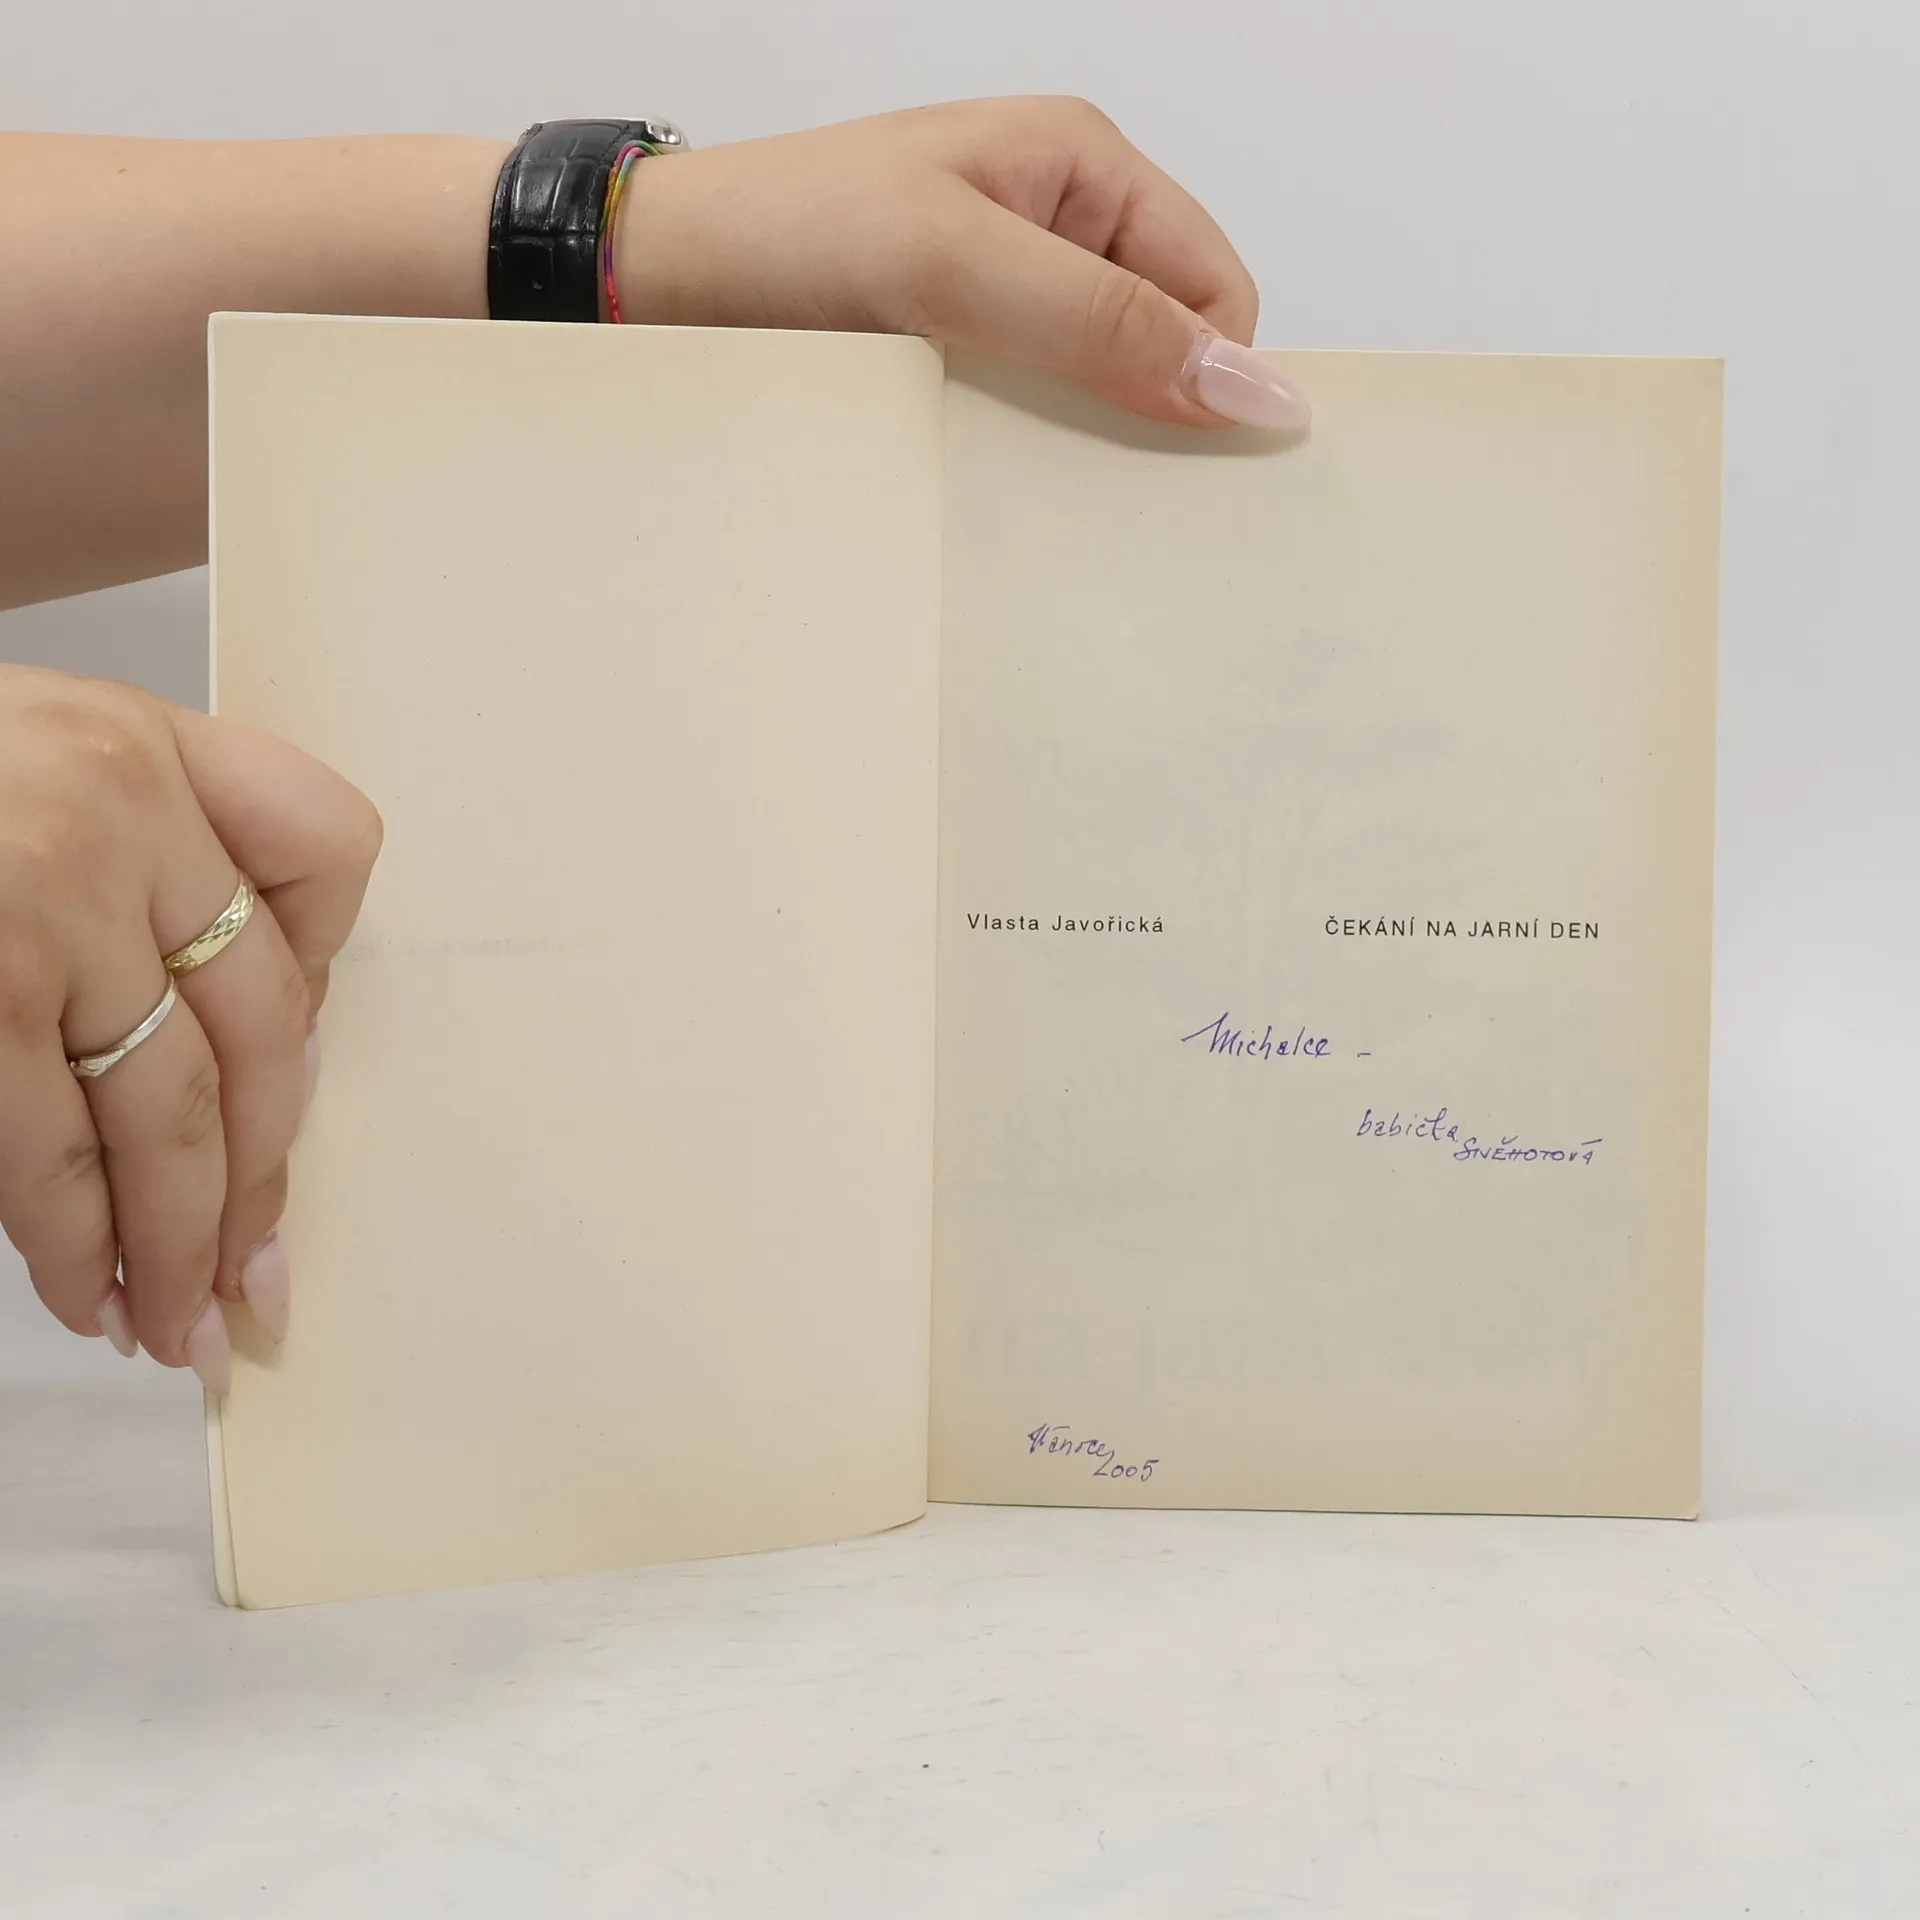 Vlasta Javořická ČEKÁNÍ NA JARNÍ DEN
Michalce –
babička
SNĚHOTOVÁ
Vánoce
2005